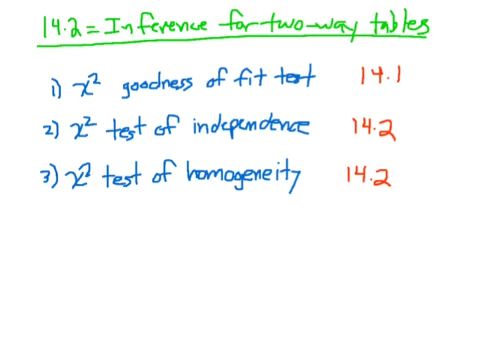 14.2 = Inference for two-way tables
1) χ² goodness of fit test 14.1
2) χ² test of independence 14.2
3) χ² test of homogeneity 14.2